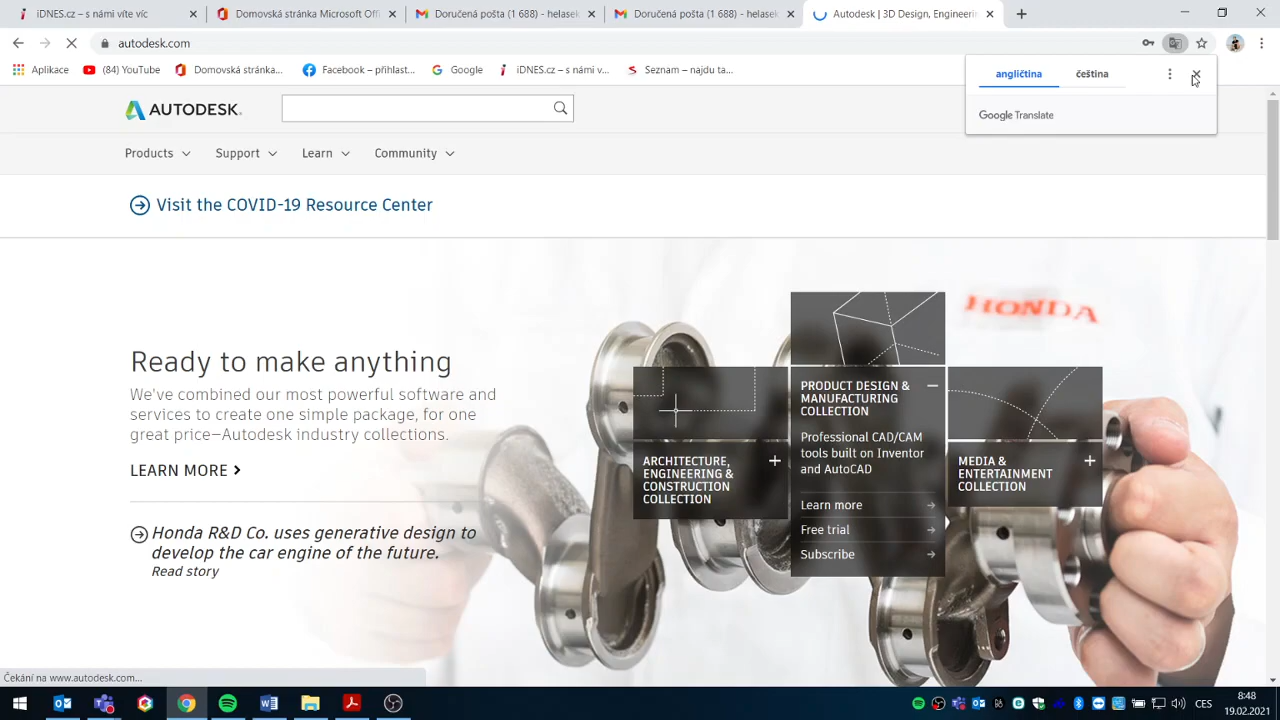 iDNES.cz – s námi víte víc
Domovská stránka Microsoft Offi
Doručená pošta (1 688) - helasek
Doručená pošta (1 688) - helasek
Autodesk | 3D Design, Engineerin
autodesk.com
Aplikace
(84) YouTube
Domovská stránka...
Facebook – přihlast...
Google
iDNES.cz – s námi v...
Seznam – najdu ta...
angličtina
čeština
Google Translate
AUTODESK.
Products
Support
Learn
Community
Visit the COVID-19 Resource Center
HONDA
Ready to make anything
We've combined our most powerful software and
services to create one simple package, for one
great price—Autodesk industry collections.
LEARN MORE
Honda R&D Co. uses generative design to
develop the car engine of the future.
Read story
ARCHITECTURE,
ENGINEERING &
CONSTRUCTION
COLLECTION
PRODUCT DESIGN &
MANUFACTURING
COLLECTION
Professional CAD/CAM
tools built on Inventor
and AutoCAD
Learn more
Free trial
Subscribe
MEDIA &
ENTERTAINMENT
COLLECTION
Čekání na www.autodesk.com...
CES
8:48
19.02.2021